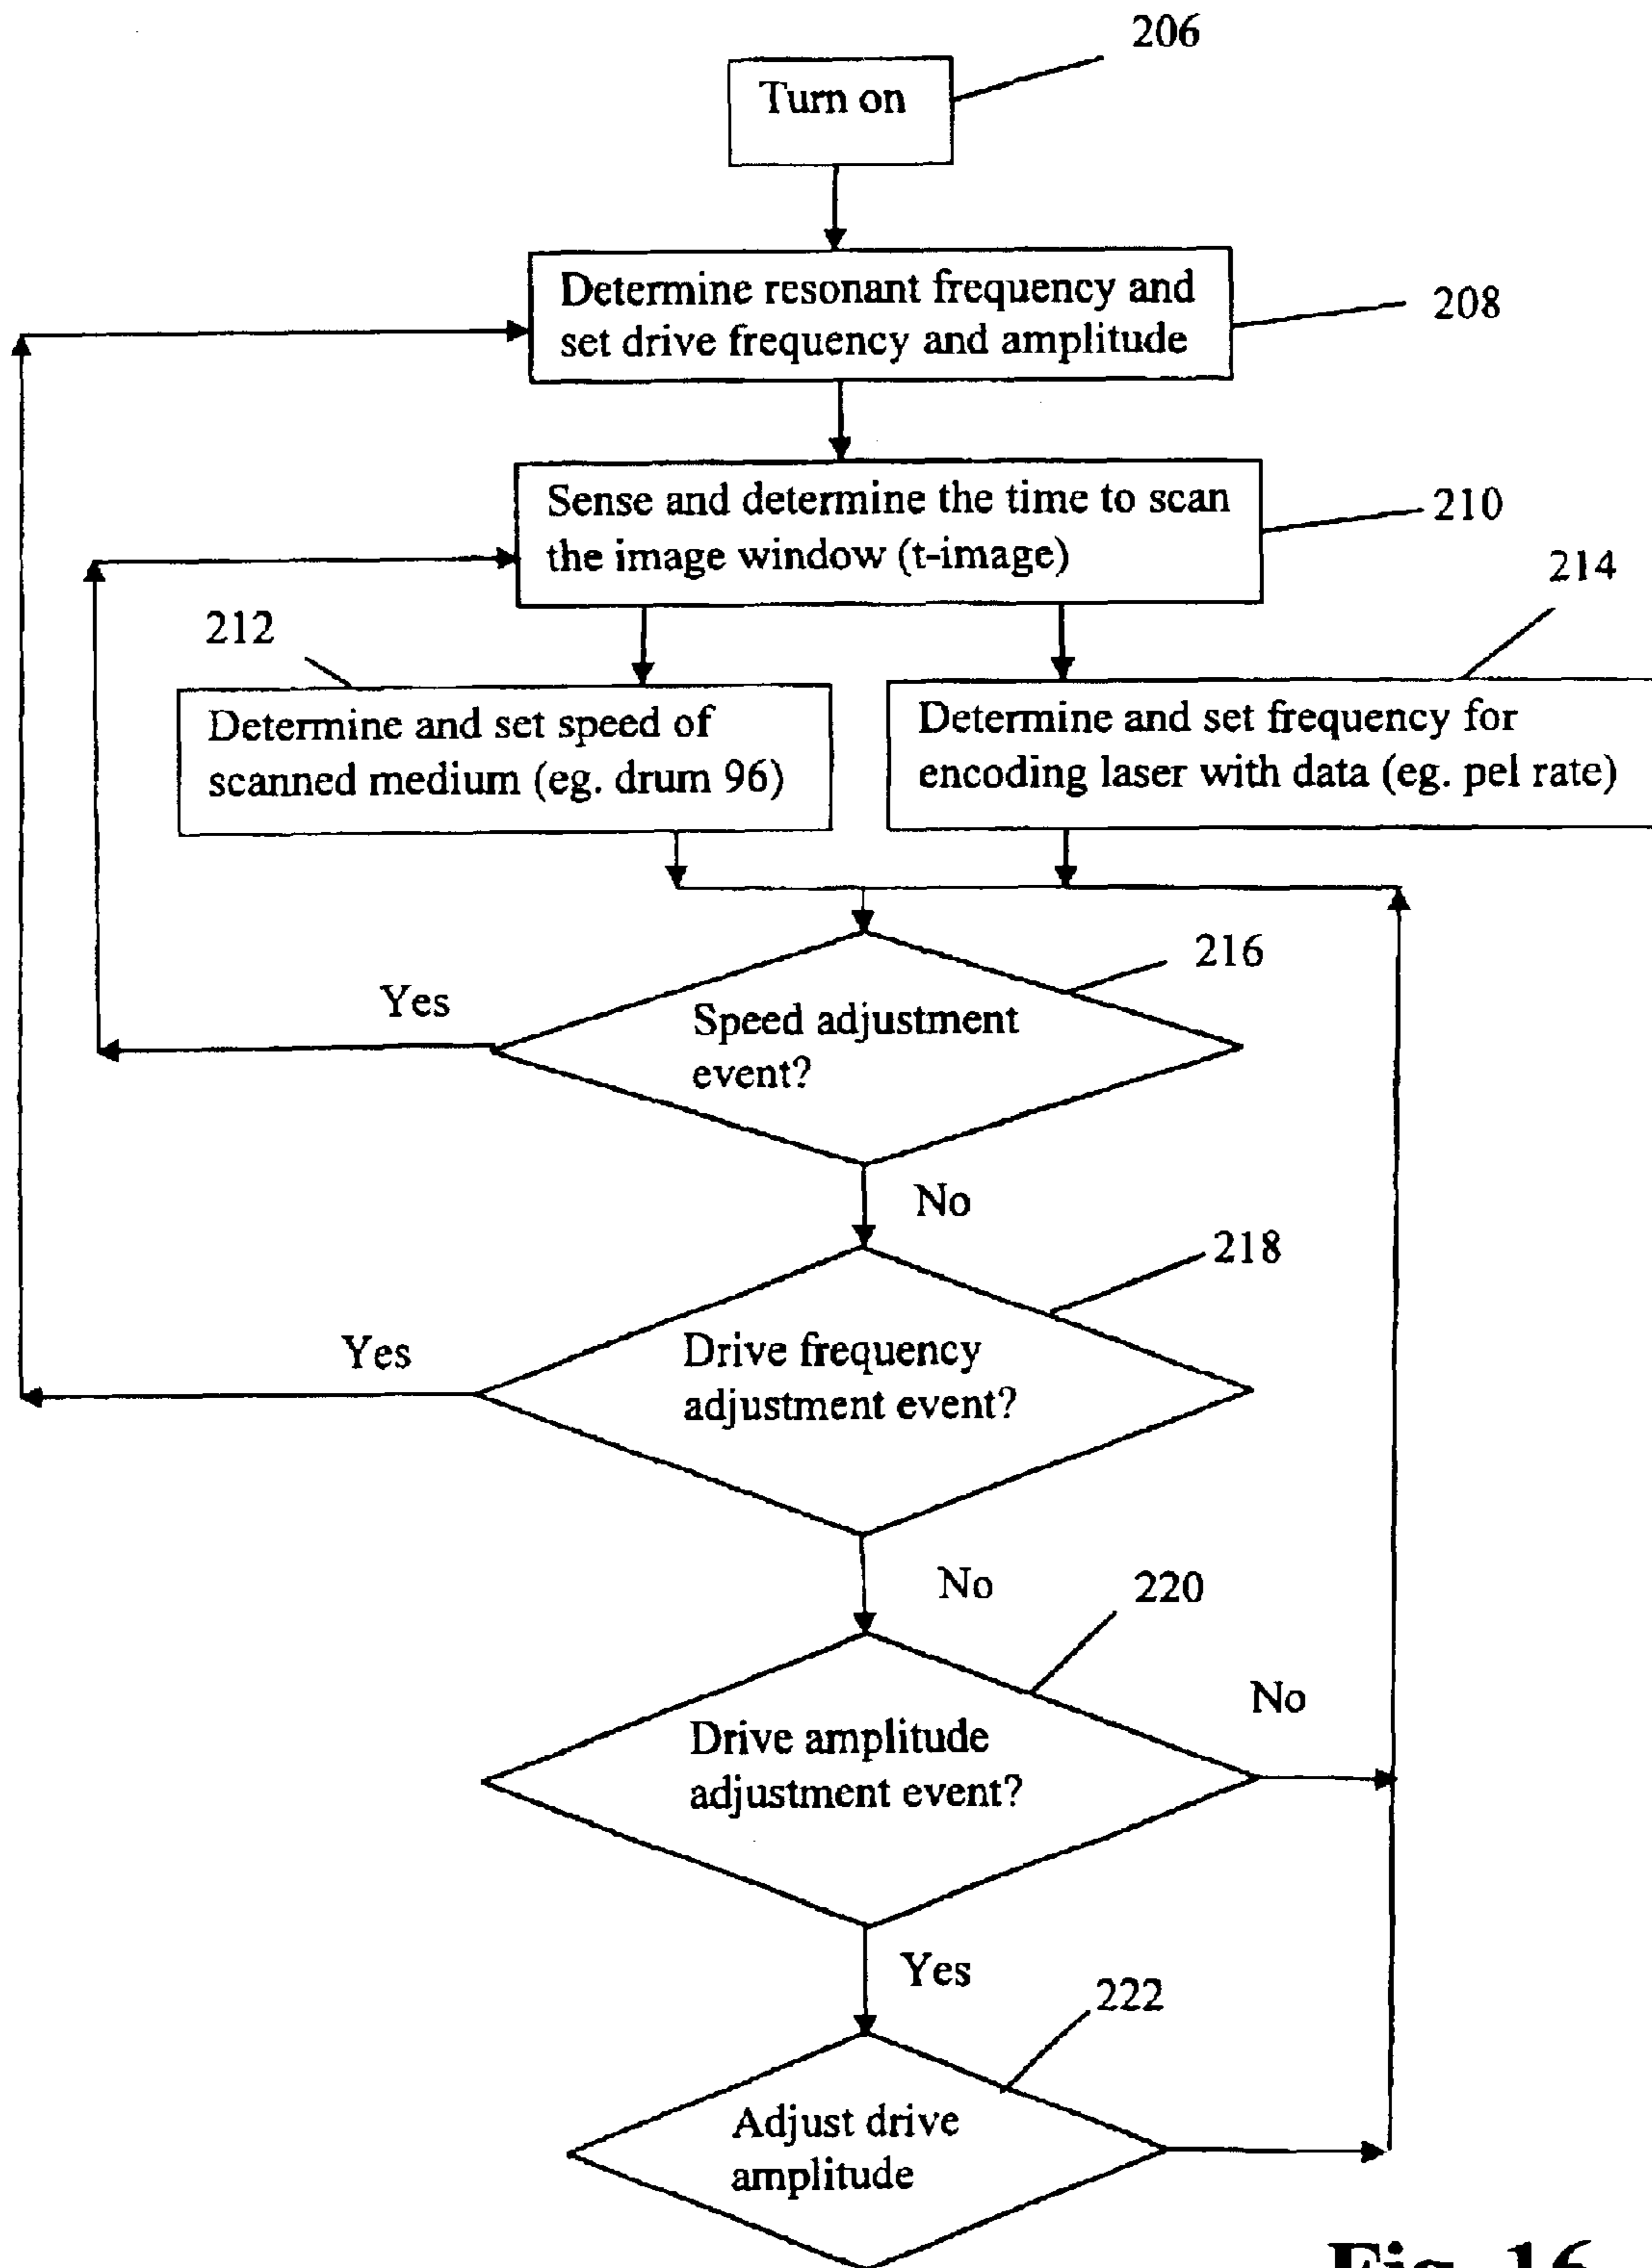 206
Turn on
Determine resonant frequency and
set drive frequency and amplitude
208
Sense and determine the time to scan
the image window (t-image)
210
212
214
Determine and set speed of
scanned medium (eg. drum 96)
Determine and set frequency for
encoding laser with data (eg. pel rate)
216
Yes
Speed adjustment
event?
No
218
Yes
Drive frequency
adjustment event?
No
220
No
Drive amplitude
adjustment event?
Yes
222
Adjust drive
amplitude
Fig. 16